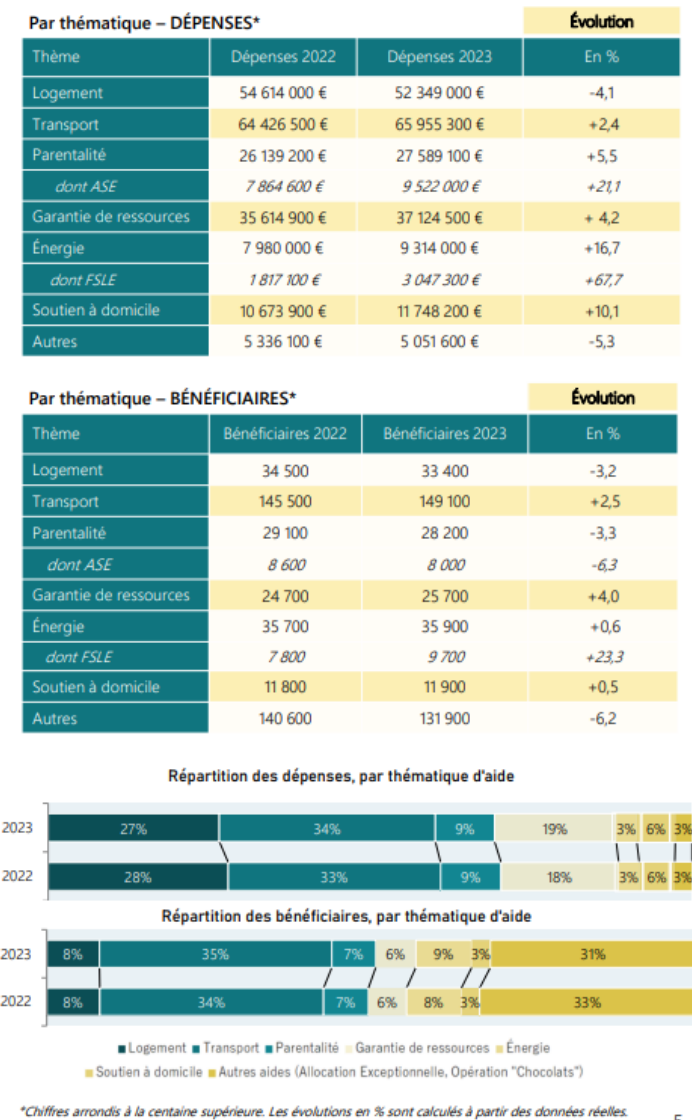 Par thématique – DÉPENSES* Évolution
Thème Dépenses 2022 Dépenses 2023 En %
Logement 54 614 000 € 52 349 000 € -4,1
Transport 64 426 500 € 65 955 300 € +2,4
Parentalité 26 139 200 € 27 589 100 € +5,5
dont ASE 7 864 600 € 9 522 000 € +21,1
Garantie de ressources 35 614 900 € 37 124 500 € + 4,2
Énergie 7 980 000 € 9 314 000 € +16,7
dont FSLE 1 817 100 € 3 047 300 € +67,7
Soutien à domicile 10 673 900 € 11 748 200 € +10,1
Autres 5 336 100 € 5 051 600 € -5,3
Par thématique – BÉNÉFICIAIRES* Évolution
Thème Bénéficiaires 2022 Bénéficiaires 2023 En %
Logement 34 500 33 400 -3,2
Transport 145 500 149 100 +2,5
Parentalité 29 100 28 200 -3,3
dont ASE 8 600 8 000 -6,3
Garantie de ressources 24 700 25 700 +4,0
Énergie 35 700 35 900 +0,6
dont FSLE 7 800 9 700 +23,3
Soutien à domicile 11 800 11 900 +0,5
Autres 140 600 131 900 -6,2
Répartition des dépenses, par thématique d'aide
2023 27% 34% 9% 19% 3% 6% 3%
2022 28% 33% 9% 18% 3% 6% 3%
Répartition des bénéficiaires, par thématique d'aide
2023 8% 35% 7% 6% 9% 3% 31%
2022 8% 34% 7% 6% 8% 3% 33%
Logement Transport Parentalité Garantie de ressources Énergie
Soutien à domicile Autres aides (Allocation Exceptionnelle, Opération "Chocolats")
*Chiffres arrondis à la centaine supérieure. Les évolutions en % sont calculés à partir des données réelles.